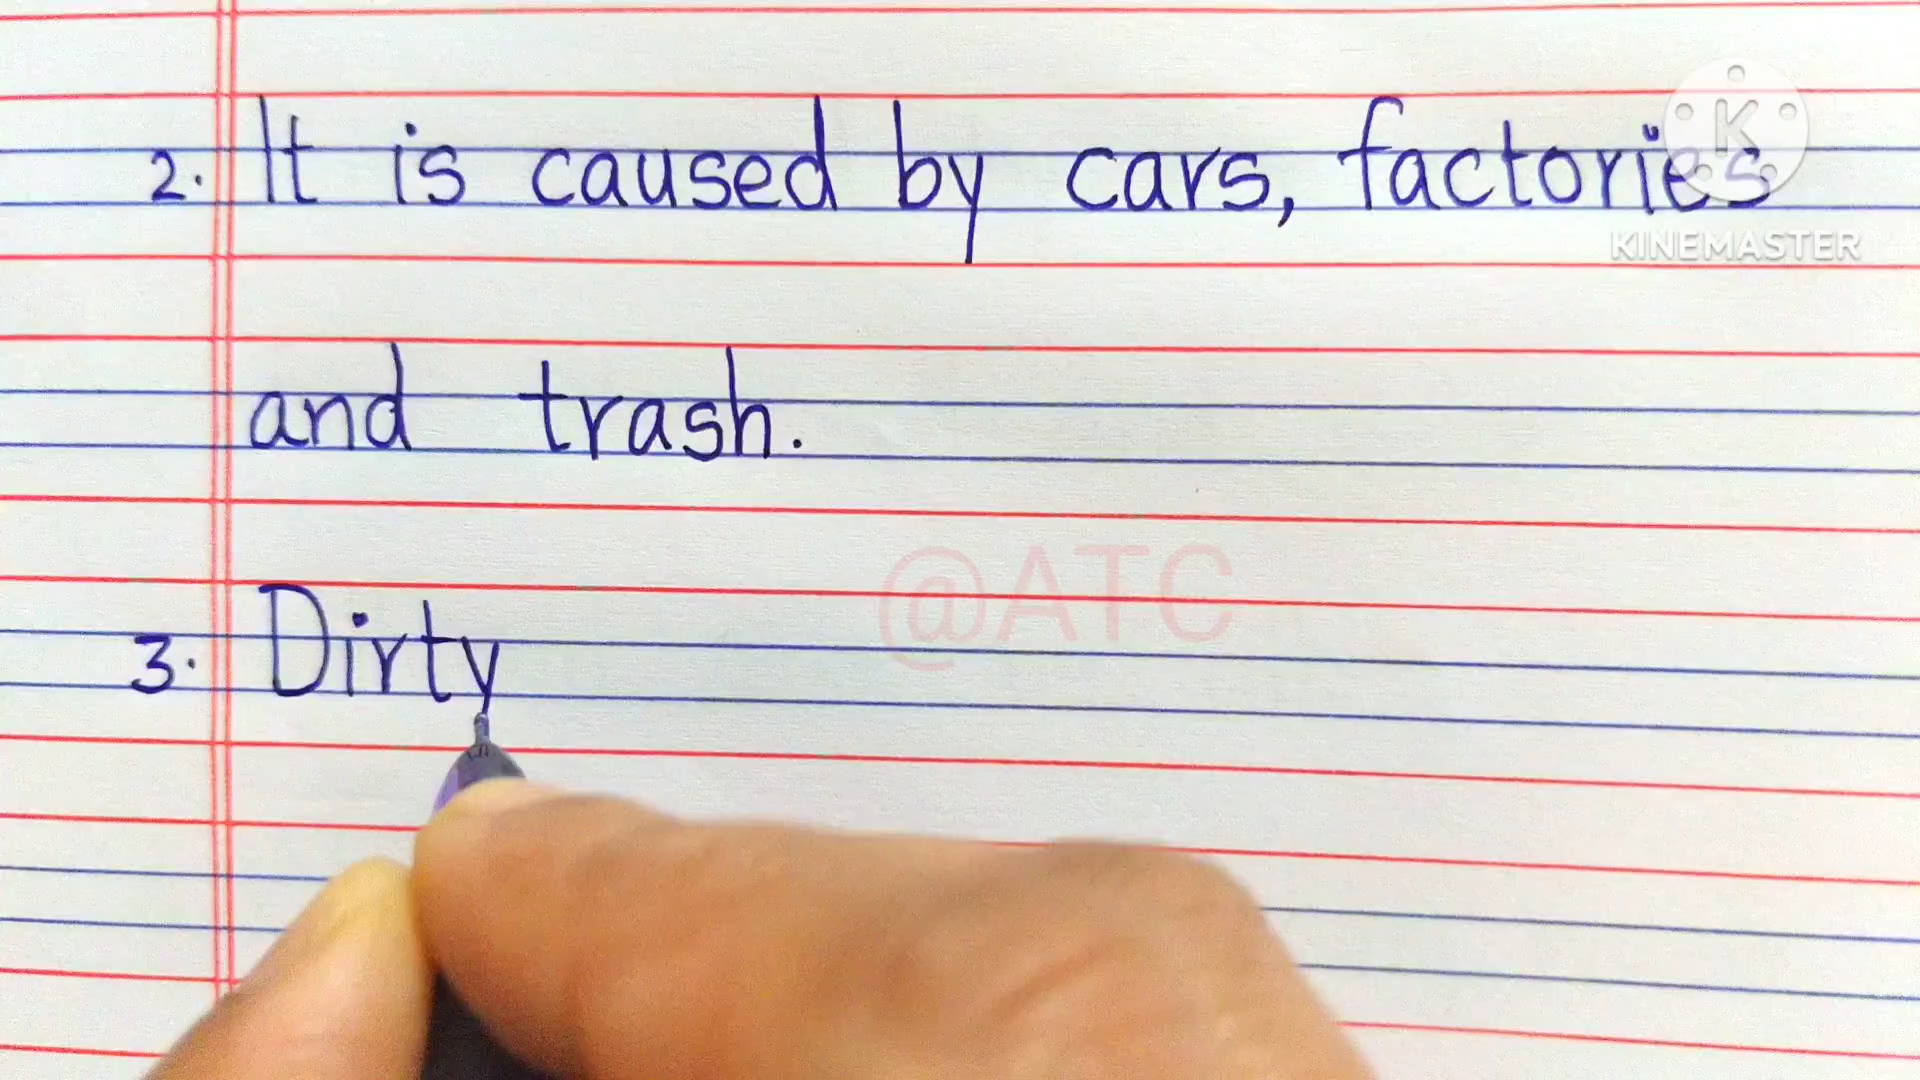 2. It is caused by cars, factories
KINEMASTER
and trash.
@ATC
3. Dirty